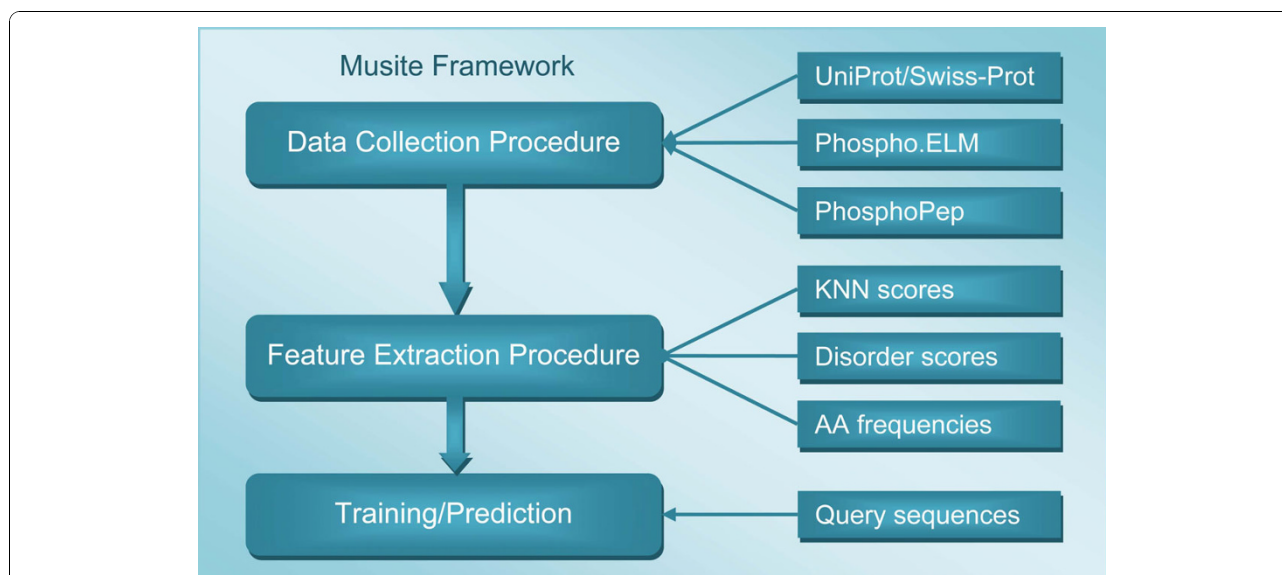 Musite Framework
Data Collection Procedure
UniProt/Swiss-Prot
Phospho.ELM
PhosphoPep
Feature Extraction Procedure
KNN scores
Disorder scores
AA frequencies
Training/Prediction
Query sequences